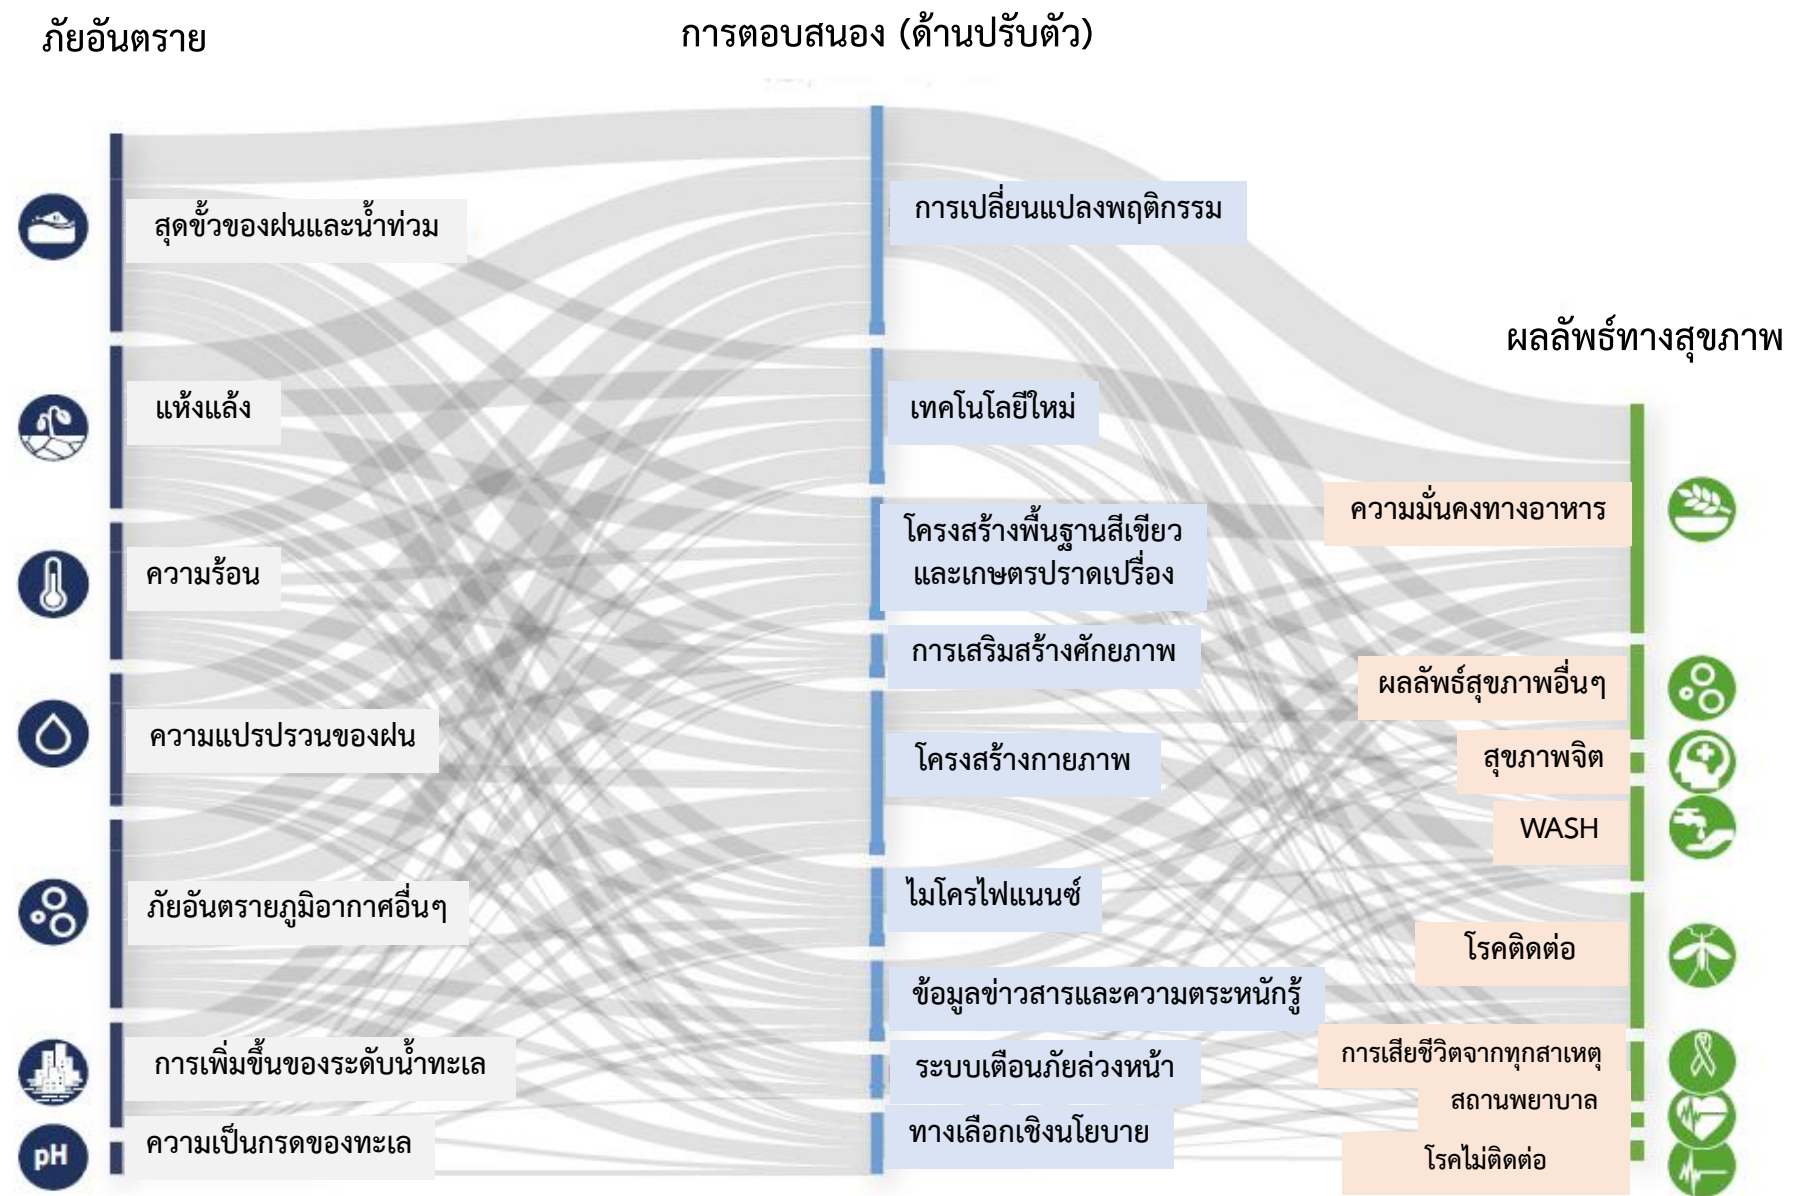 ภัยอันตราย
การตอบสนอง (ด้านปรับตัว)
ผลลัพธ์ทางสุขภาพ
สุดขั้วของฝนและน้ำท่วม
แห้งแล้ง
ความร้อน
ความแปรปรวนของฝน
ภัยอันตรายภูมิอากาศอื่นๆ
การเพิ่มขึ้นของระดับน้ำทะเล
pH
ความเป็นกรดของทะเล
การเปลี่ยนแปลงพฤติกรรม
เทคโนโลยีใหม่
โครงสร้างพื้นฐานสีเขียว
และเกษตรปราดเปรื่อง
การเสริมสร้างศักยภาพ
โครงสร้างกายภาพ
ไมโครไฟแนนซ์
ข้อมูลข่าวสารและความตระหนักรู้
ระบบเตือนภัยล่วงหน้า
ทางเลือกเชิงนโยบาย
ความมั่นคงทางอาหาร
ผลลัพธ์สุขภาพอื่นๆ
สุขภาพจิต
WASH
โรคติดต่อ
การเสียชีวิตจากทุกสาเหตุ
สถานพยาบาล
โรคไม่ติดต่อ